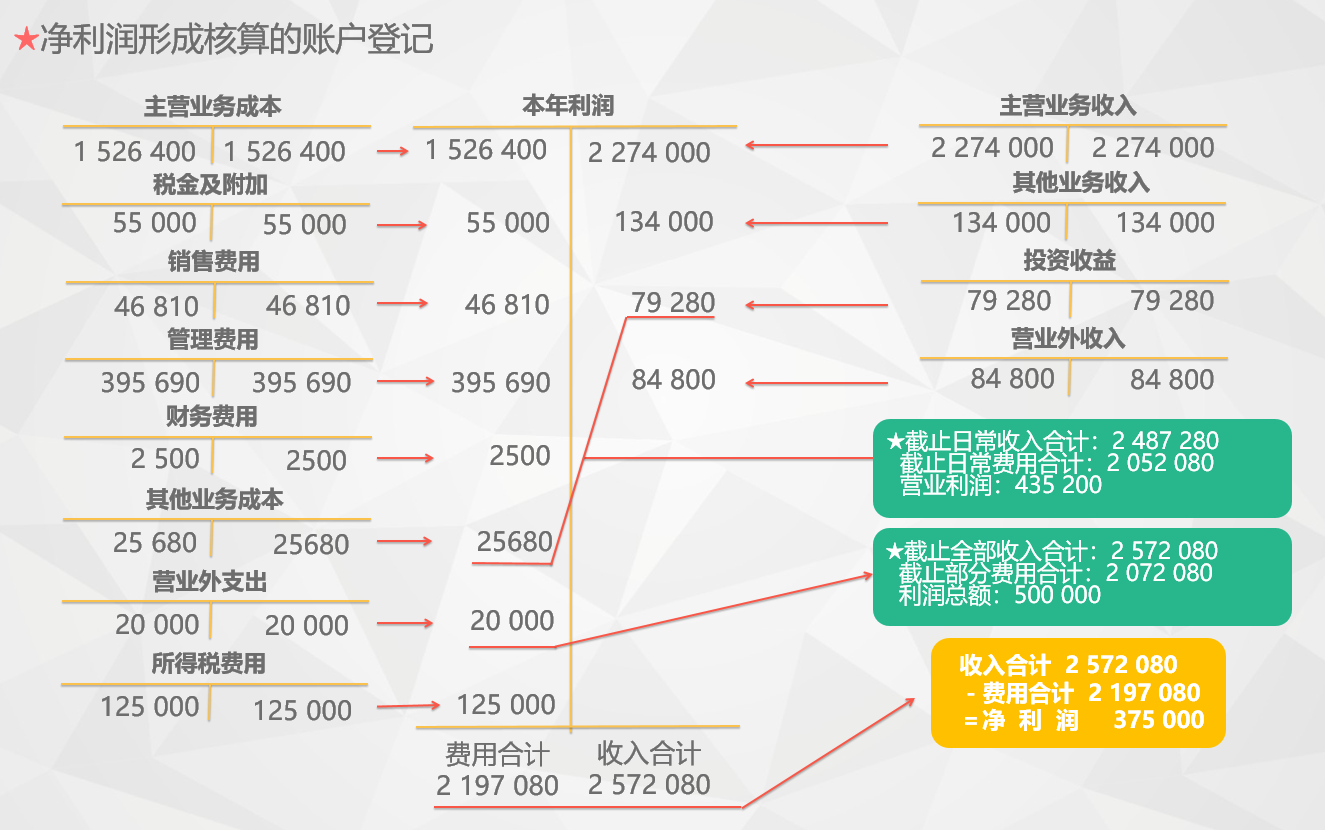 ★净利润形成核算的账户登记
主营业务成本
1 526 400 1 526 400
税金及附加
55 000 55 000
销售费用
46 810 46 810
管理费用
395 690 395 690
财务费用
2 500 2500
其他业务成本
25 680 25680
营业外支出
20 000 20 000
所得税费用
125 000 125 000
本年利润
1 526 400 2 274 000
55 000 134 000
46 810 79 280
395 690 84 800
2500
25680
20 000
125 000
费用合计 收入合计
2 197 080 2 572 080
主营业务收入
2 274 000 2 274 000
其他业务收入
134 000 134 000
投资收益
79 280 79 280
营业外收入
84 800 84 800
★截止日常收入合计：2 487 280
截止日常费用合计：2 052 080
营业利润：435 200
★截止全部收入合计：2 572 080
截止部分费用合计：2 072 080
利润总额：500 000
收入合计 2 572 080
- 费用合计 2 197 080
= 净 利 润 375 000